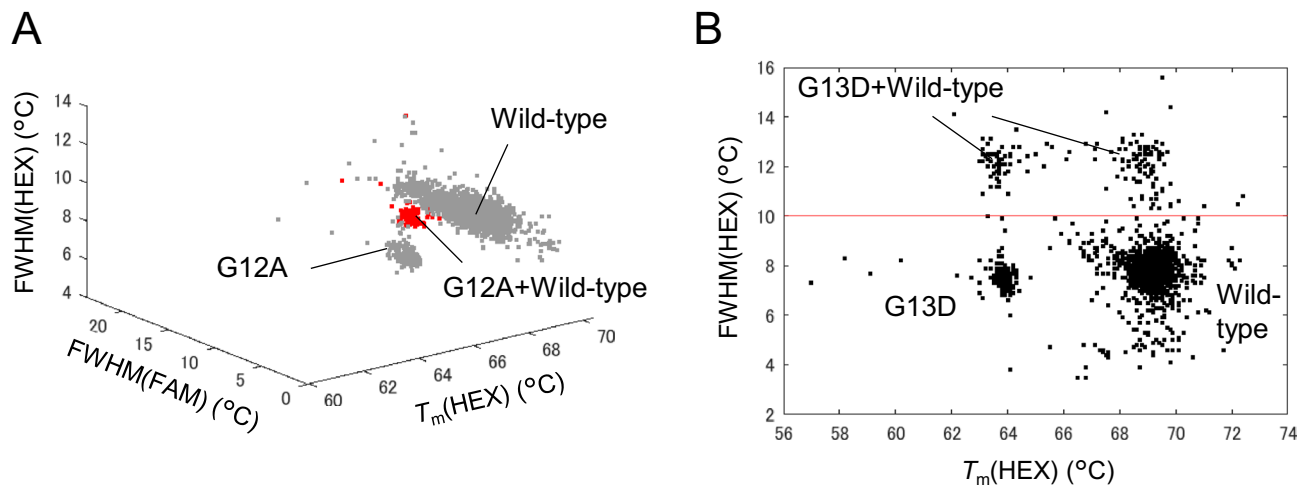 A
FWHM(HEX) (°C)
14
12
10
8
6
4
Wild-type
G12A
G12A+Wild-type
20
15
10
5
0
FWHM(FAM) (°C)
60
62
64
66
68
70
Tm(HEX) (°C)
B
FWHM(HEX) (°C)
16
14
12
10
8
6
4
2
G13D+Wild-type
G13D
Wild-
type
56 58 60 62 64 66 68 70 72 74
Tm(HEX) (°C)